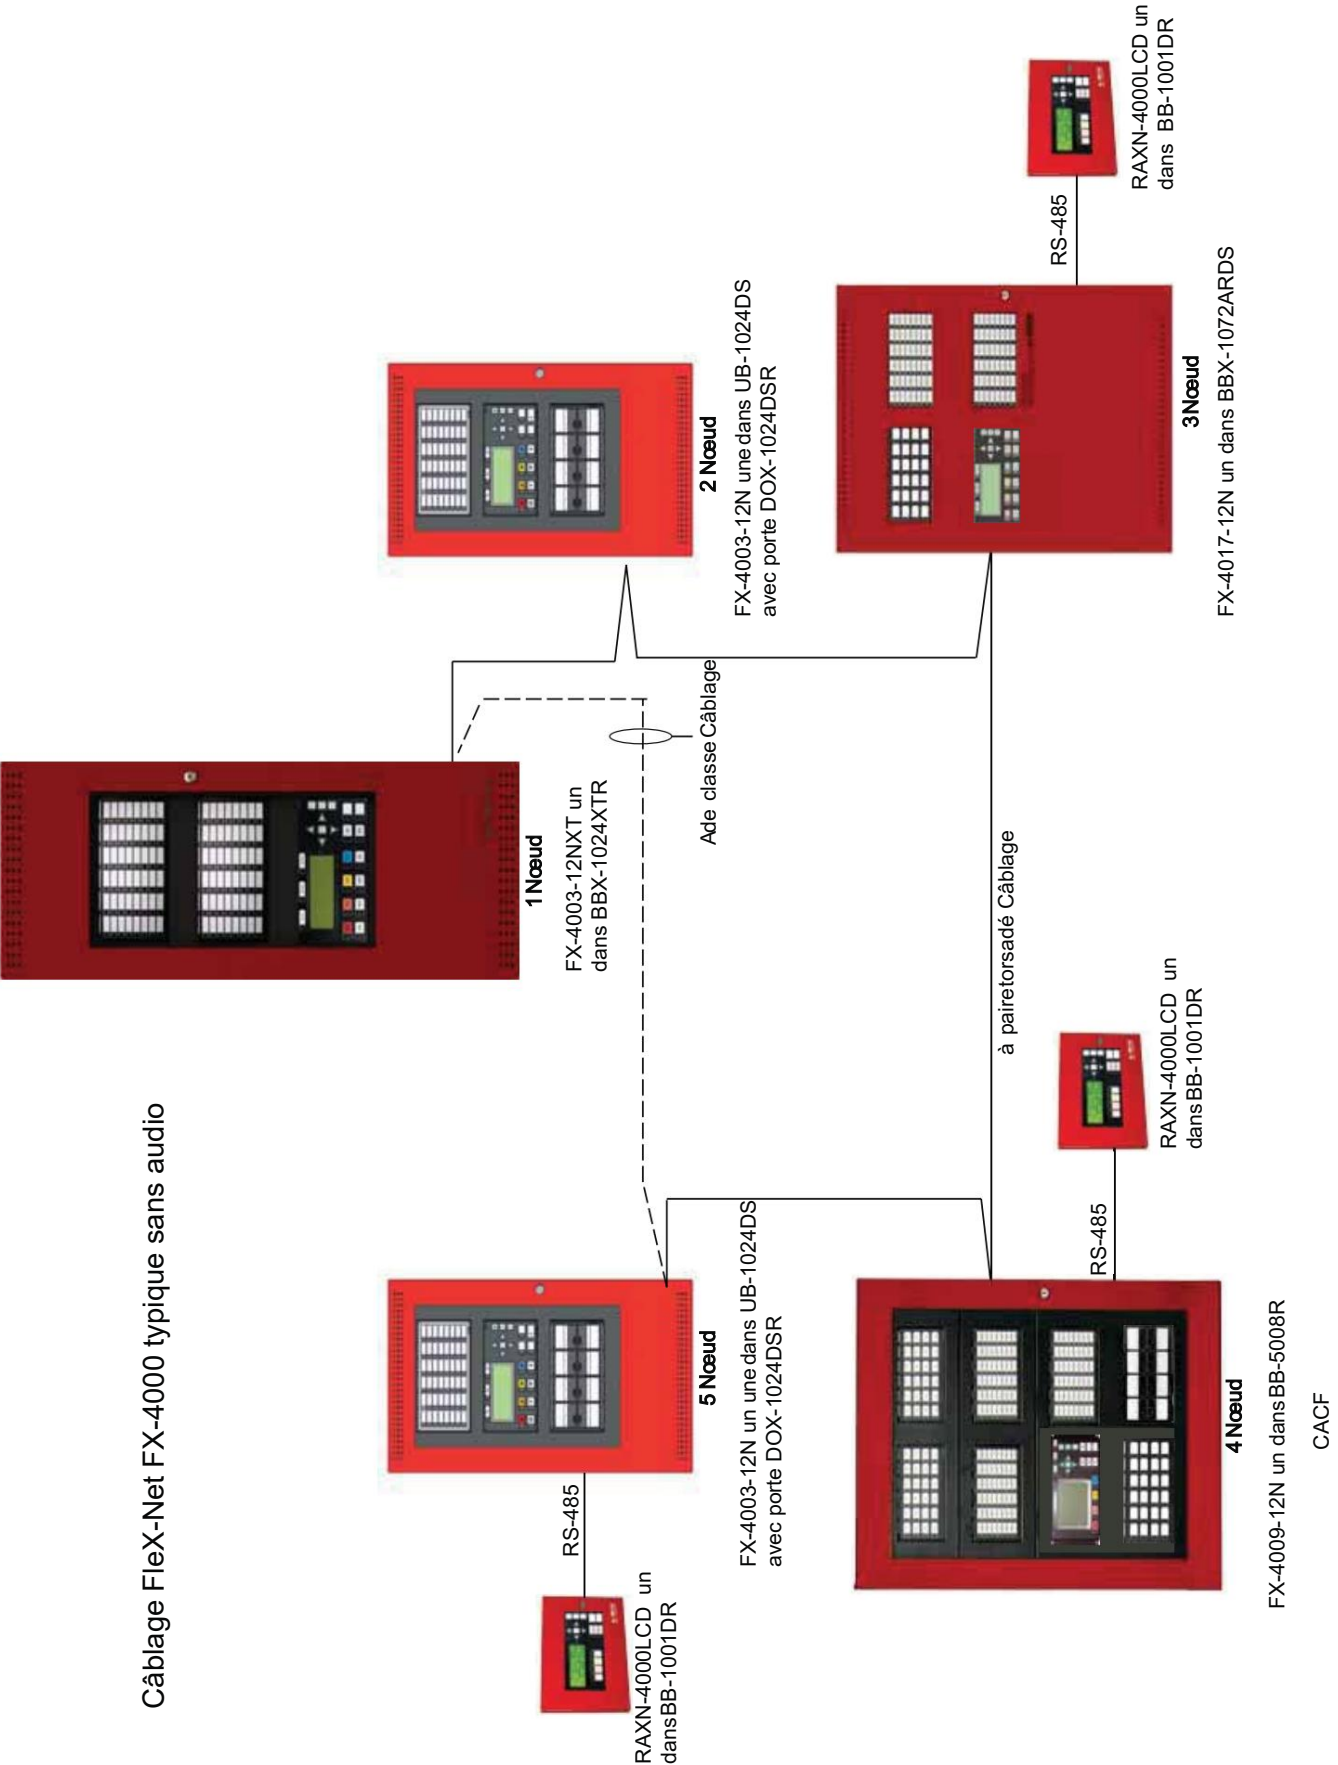 Câblage FleX-Net FX-4000 typique sans audio
1 Nœud
FX-4003-12NXT un
dans BBX-1024XTR
2 Nœud
FX-4003-12N une dans UB-1024DS
avec porte DOX-1024DSR
RAXN-4000LCD un
dans BB-1001DR
RS-485
3 Nœud
FX-4017-12N un dans BBX-1072ARDS
Ade classe Câblage
à pairetorsadé Câblage
RAXN-4000LCD un
dansBB-1001DR
RS-485
5 Nœud
FX-4003-12N un une dans UB-1024DS
avec porte DOX-1024DSR
RS-485
RAXN-4000LCD un
dansBB-1001DR
4 Nœud
FX-4009-12N un dans BB-5008R
CACF